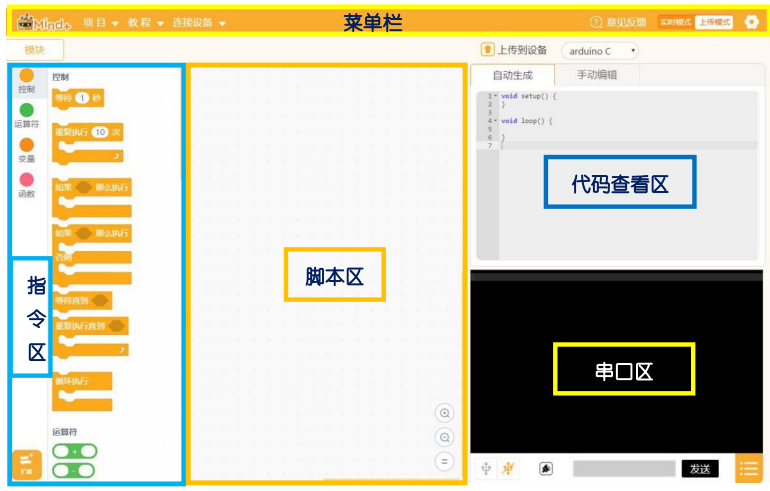 Mind+ 项目 教程 连接设备 菜单栏 意见反馈 实时模式 上传模式
模块 上传到设备 arduino C
自动生成 手动编辑
控制
控制
运算符
变量
函数
等待 1 秒
重复执行 10 次
如果 那么执行
如果 那么执行
否则
等待直到
重复执行直到
循环执行
运算符
+
-
扩展
指令区
脚本区
1 void setup() {
2 }
3
4 void loop() {
5
6 }
7
代码查看区
串口区
发送